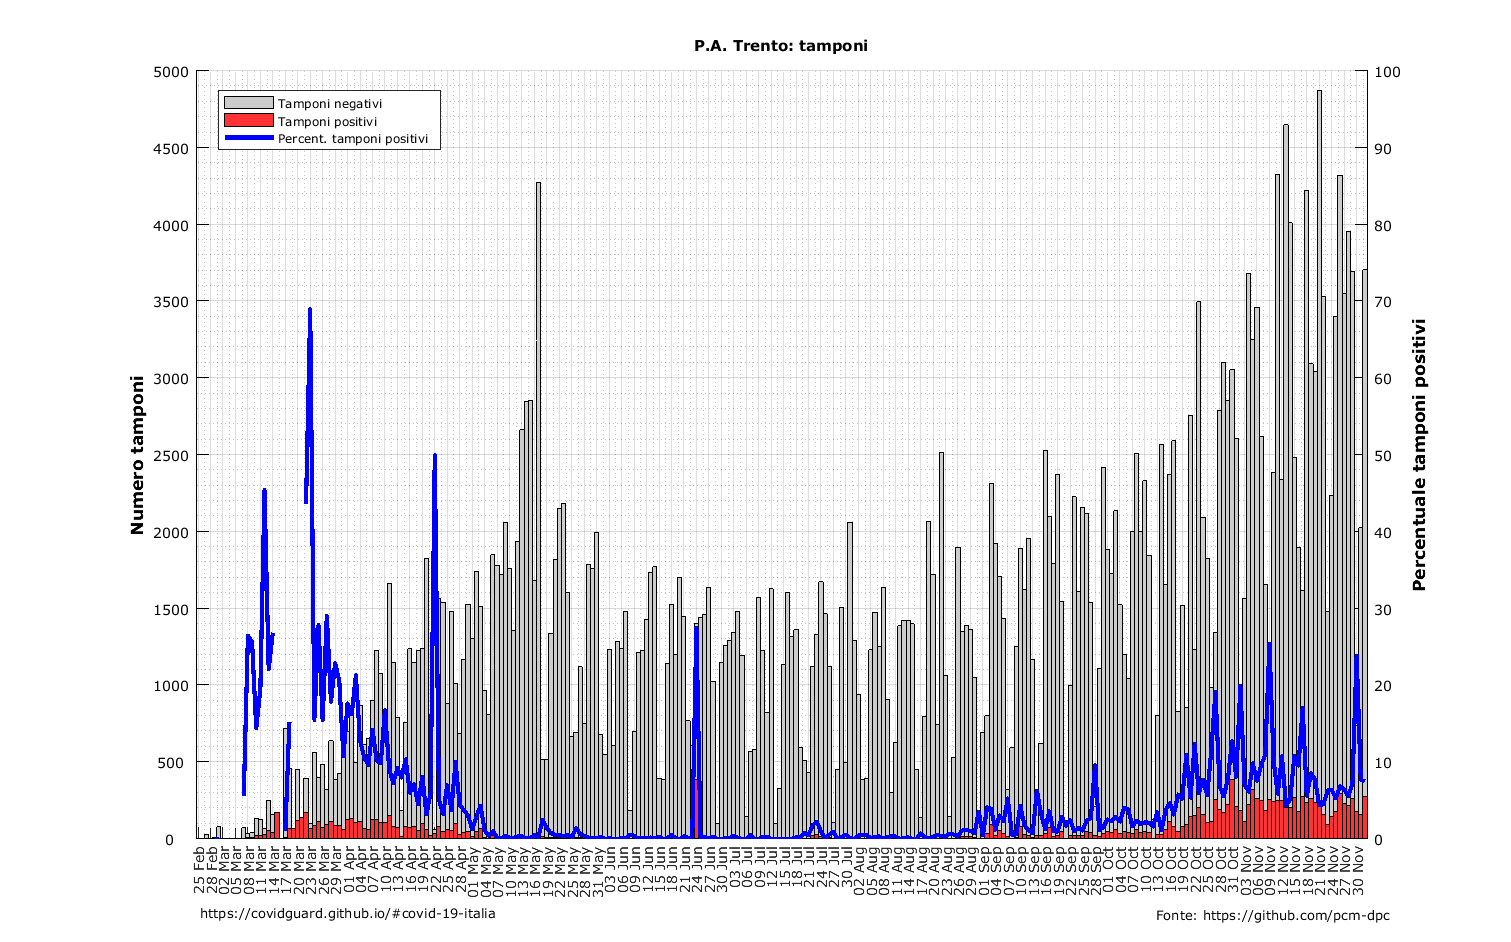 P.A. Trento: tamponi
Tamponi negativi
Tamponi positivi
Percent. tamponi positivi
Numero tamponi
5000
4500
4000
3500
3000
2500
2000
1500
1000
500
0
Percentuale tamponi positivi
100
90
80
70
60
50
40
30
20
10
0
25 Feb
28 Feb
02 Mar
05 Mar
08 Mar
11 Mar
14 Mar
17 Mar
20 Mar
23 Mar
26 Mar
29 Mar
01 Apr
04 Apr
07 Apr
10 Apr
13 Apr
16 Apr
19 Apr
22 Apr
25 Apr
28 Apr
01 May
04 May
07 May
10 May
13 May
16 May
19 May
22 May
25 May
28 May
31 May
03 Jun
06 Jun
09 Jun
12 Jun
15 Jun
18 Jun
21 Jun
24 Jun
27 Jun
30 Jun
03 Jul
06 Jul
09 Jul
12 Jul
15 Jul
18 Jul
21 Jul
24 Jul
27 Jul
30 Jul
02 Aug
05 Aug
08 Aug
11 Aug
14 Aug
17 Aug
20 Aug
23 Aug
26 Aug
29 Aug
01 Sep
04 Sep
07 Sep
10 Sep
13 Sep
16 Sep
19 Sep
22 Sep
25 Sep
28 Sep
01 Oct
04 Oct
07 Oct
10 Oct
13 Oct
16 Oct
19 Oct
22 Oct
25 Oct
28 Oct
31 Oct
03 Nov
06 Nov
09 Nov
12 Nov
15 Nov
18 Nov
21 Nov
24 Nov
27 Nov
30 Nov
https://covidguard.github.io/#covid-19-italia
Fonte: https://github.com/pcm-dpc